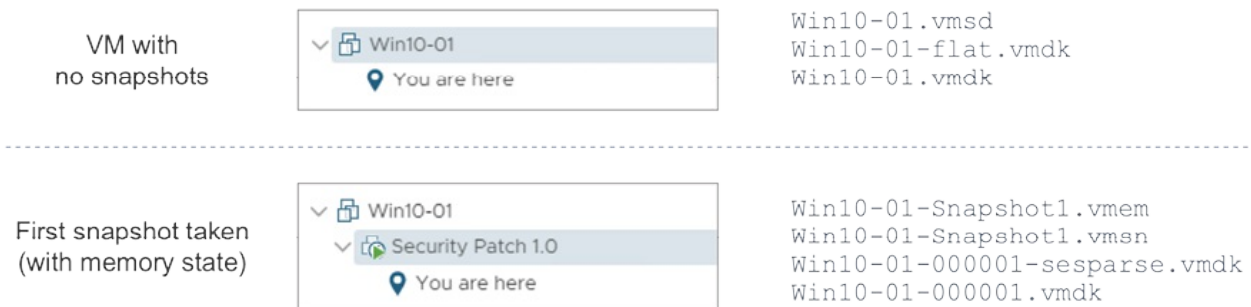 VM with
no snapshots
Win10-01
You are here
Win10-01.vmsd
Win10-01-flat.vmdk
Win10-01.vmdk
First snapshot taken
(with memory state)
Win10-01
Security Patch 1.0
You are here
Win10-01-Snapshot1.vmem
Win10-01-Snapshot1.vmsn
Win10-01-000001-sesparse.vmdk
Win10-01-000001.vmdk